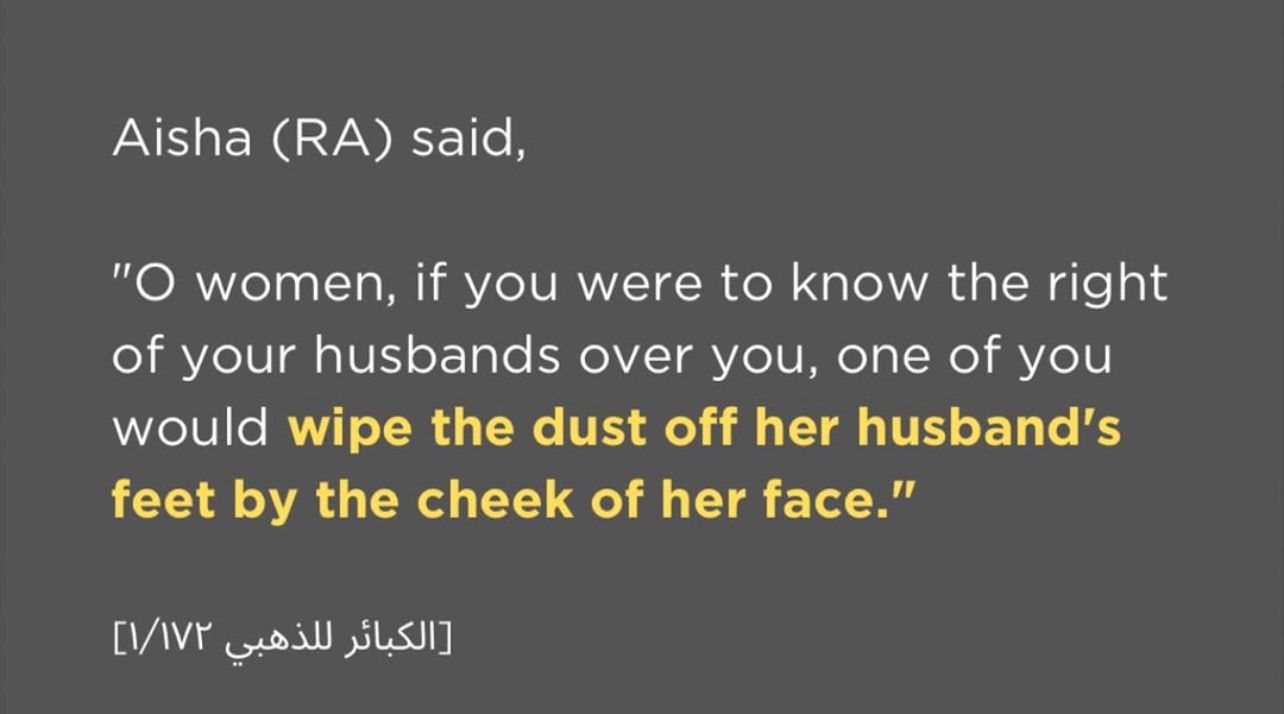 Aisha (RA) said,
"O women, if you were to know the right
of your husbands over you, one of you
would wipe the dust off her husband's
feet by the cheek of her face."
[الكبائر للذهبي ١/١٧٢]